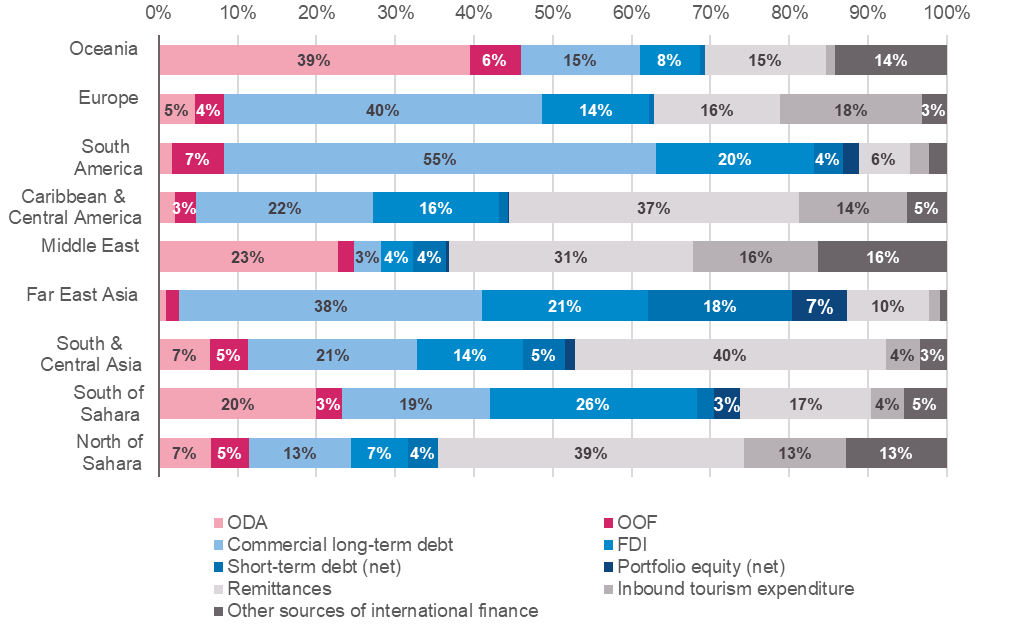 0% 10% 20% 30% 40% 50% 60% 70% 80% 90% 100%
Oceania
39% 6% 15% 8% 15% 14%
Europe
5% 4% 40% 14% 16% 18% 3%
South
America
7% 55% 20% 4% 6%
Caribbean &
Central America
3% 22% 16% 37% 14% 5%
Middle East
23% 3% 4% 4% 31% 16% 16%
Far East Asia
38% 21% 18% 7% 10%
South &
Central Asia
7% 5% 21% 14% 5% 40% 4% 3%
South of
Sahara
20% 3% 19% 26% 3% 17% 4% 5%
North of
Sahara
7% 5% 13% 7% 4% 39% 13% 13%
ODA
OOF
Commercial long-term debt
FDI
Short-term debt (net)
Portfolio equity (net)
Remittances
Inbound tourism expenditure
Other sources of international finance